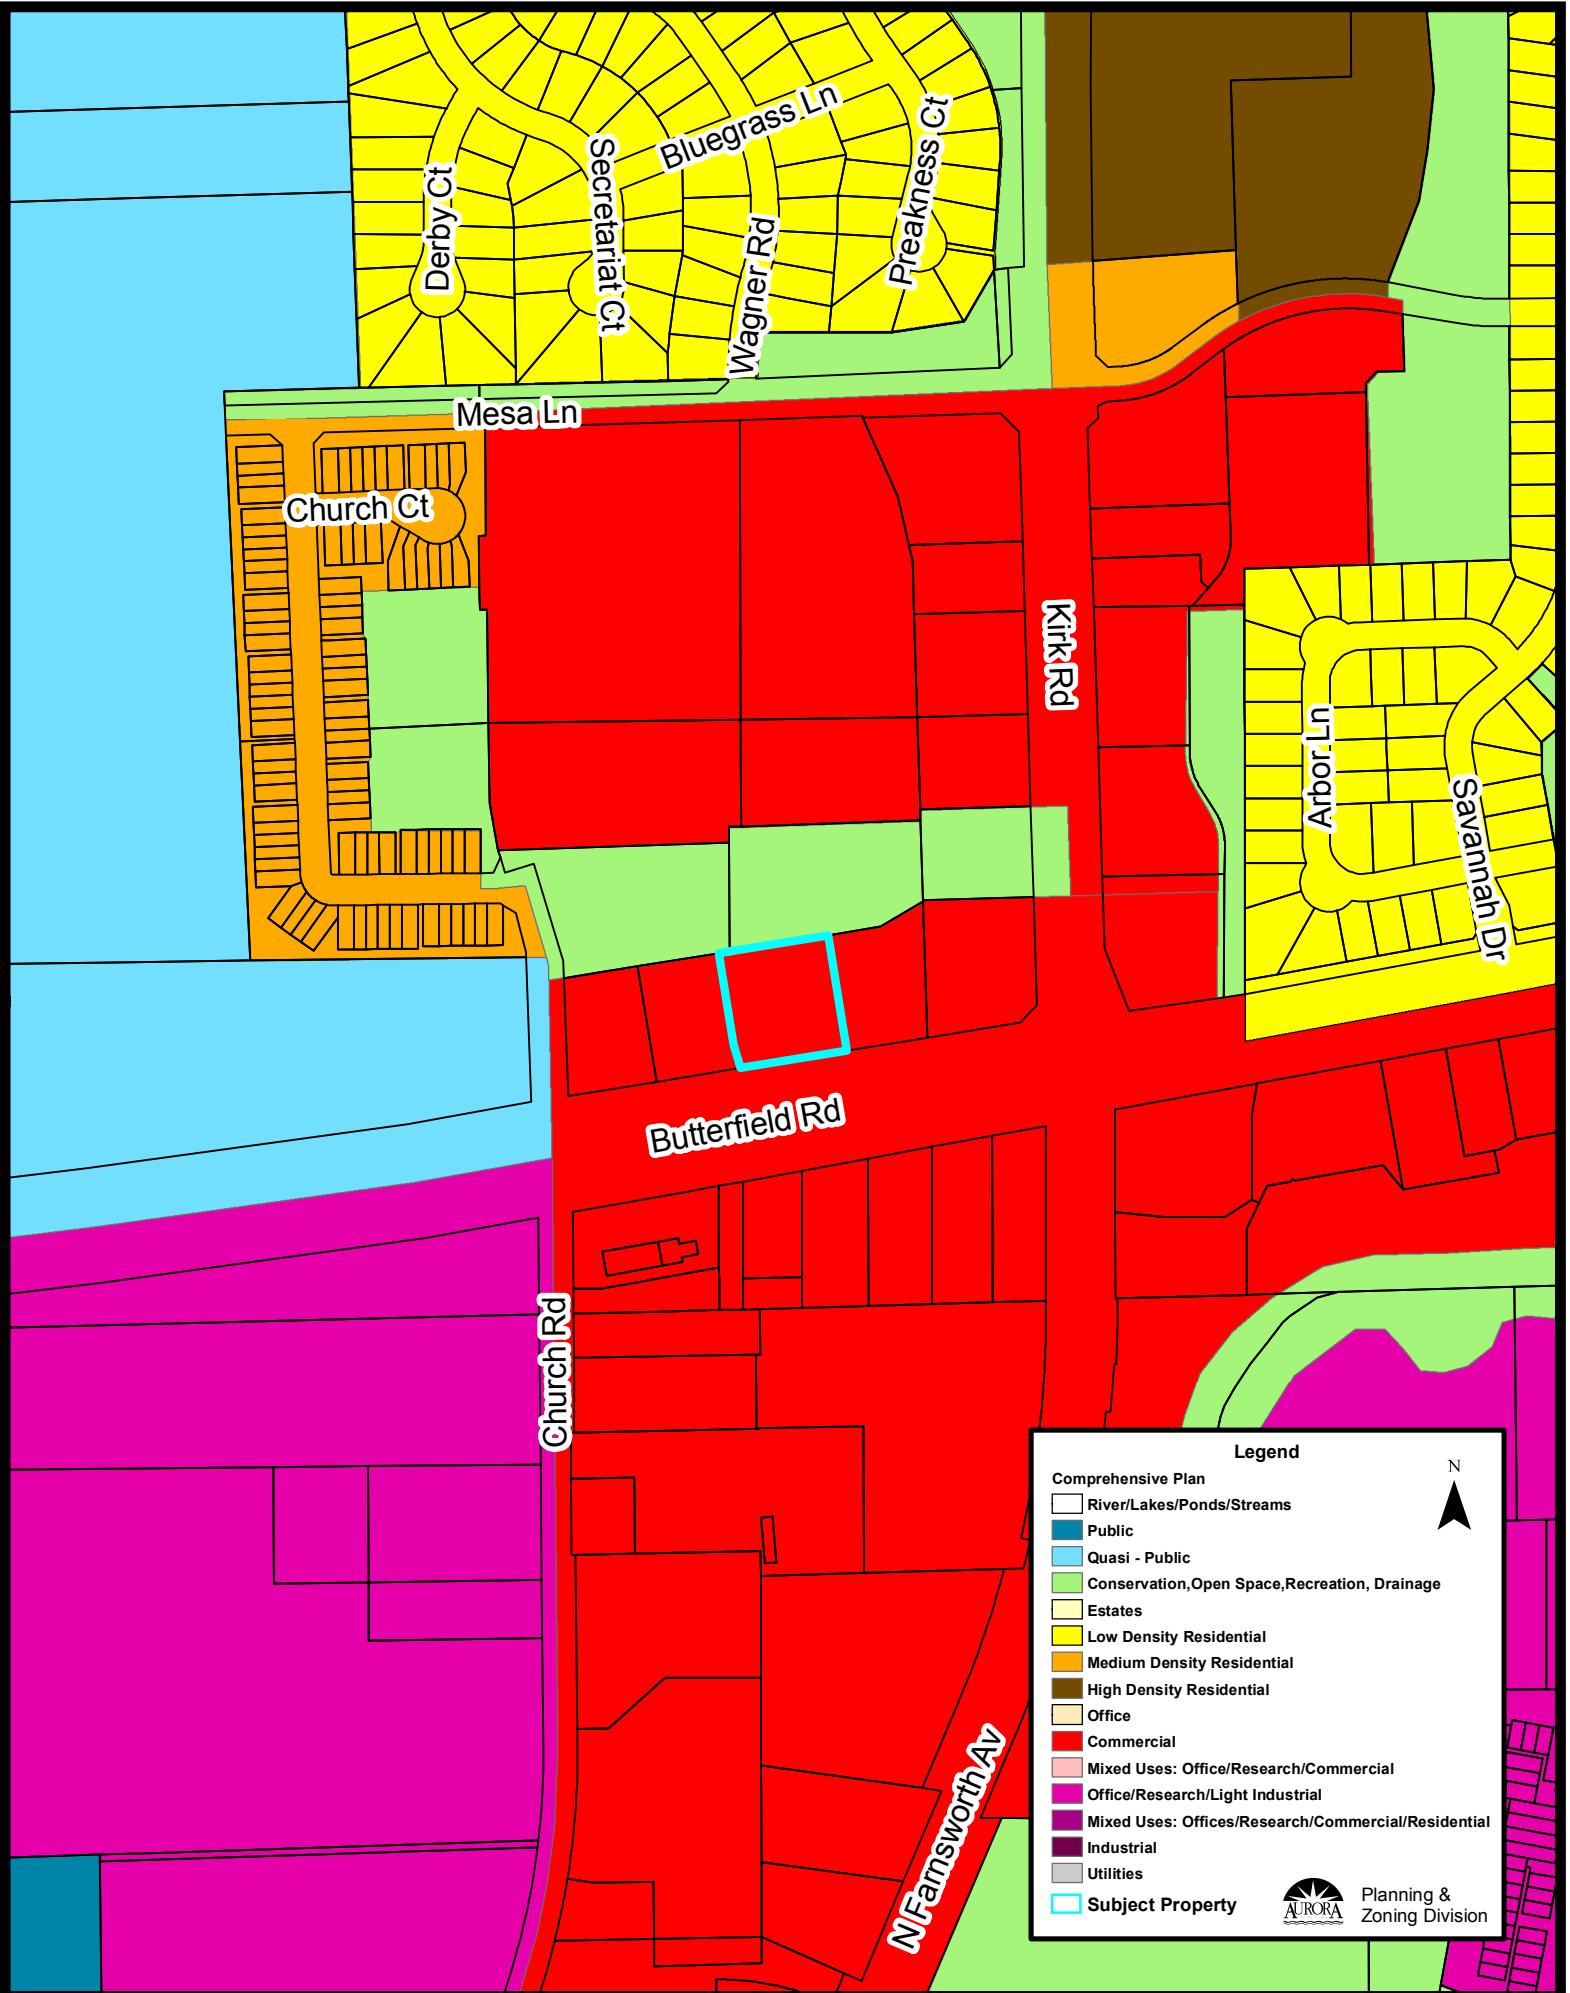 Bluegrass Ln
Preakness Ct
Secretariat Ct
Derby Ct
Wagner Rd
Mesa Ln
Church Ct
Kirk Rd
Arbor Ln
Savannah Dr
Butterfield Rd
Church Rd
N Farnsworth Av
Legend
N
Comprehensive Plan
River/Lakes/Ponds/Streams
Public
Quasi - Public
Conservation,Open Space,Recreation, Drainage
Estates
Low Density Residential
Medium Density Residential
High Density Residential
Office
Commercial
Mixed Uses: Office/Research/Commercial
Office/Research/Light Industrial
Mixed Uses: Offices/Research/Commercial/Residential
Industrial
Utilities
Subject Property
AURORA
Planning &
Zoning Division